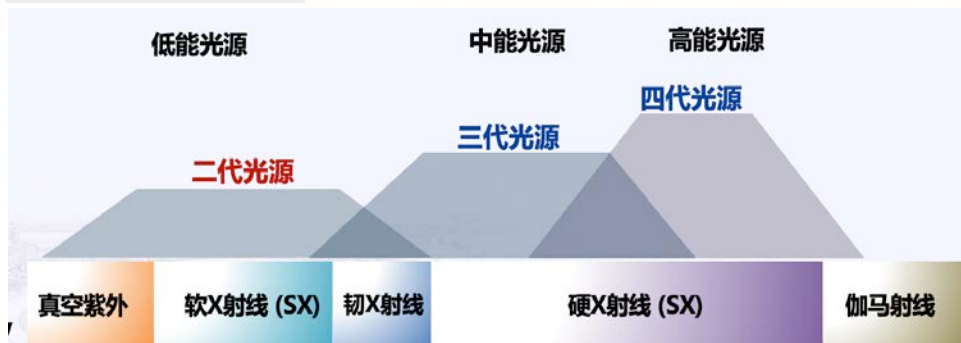 低能光源
中能光源
高能光源
四代光源
三代光源
二代光源
真空紫外
软X射线 (SX)
韧X射线
硬X射线 (SX)
伽马射线